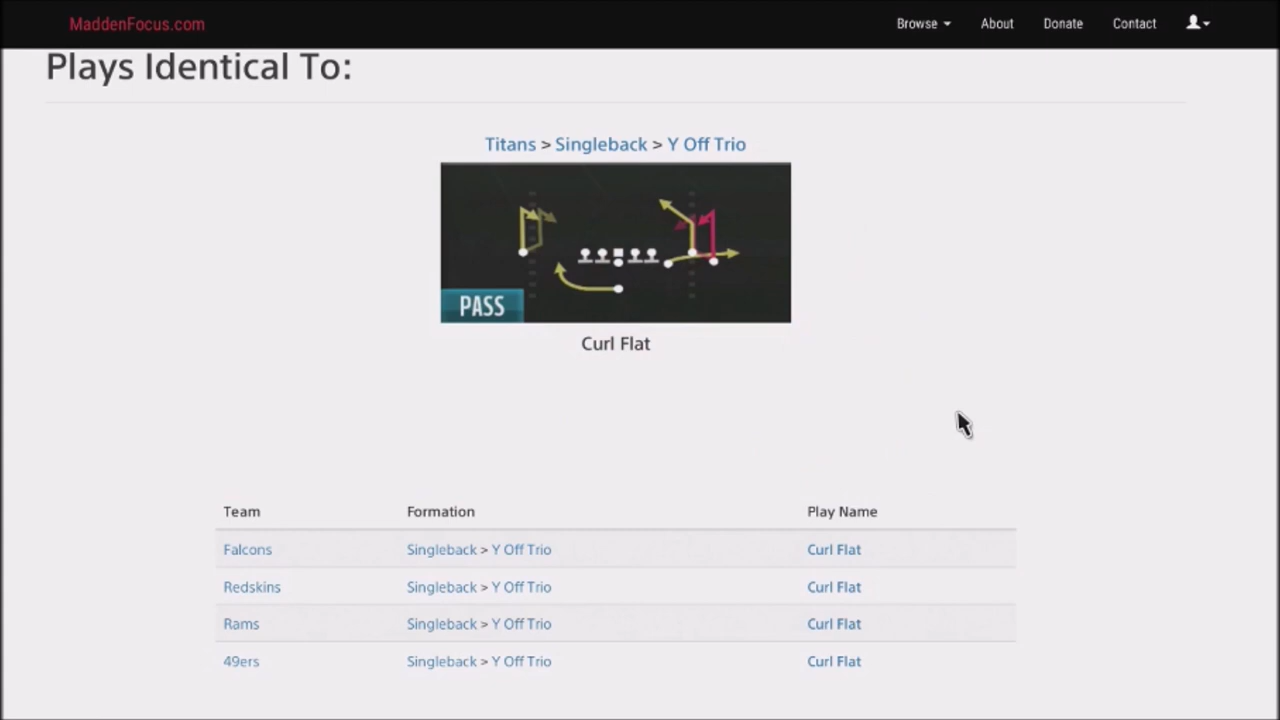 MaddenFocus.com Browse About Donate Contact
Plays Identical To:
Titans > Singleback > Y Off Trio
PASS
Curl Flat
Team Formation Play Name
Falcons Singleback > Y Off Trio Curl Flat
Redskins Singleback > Y Off Trio Curl Flat
Rams Singleback > Y Off Trio Curl Flat
49ers Singleback > Y Off Trio Curl Flat